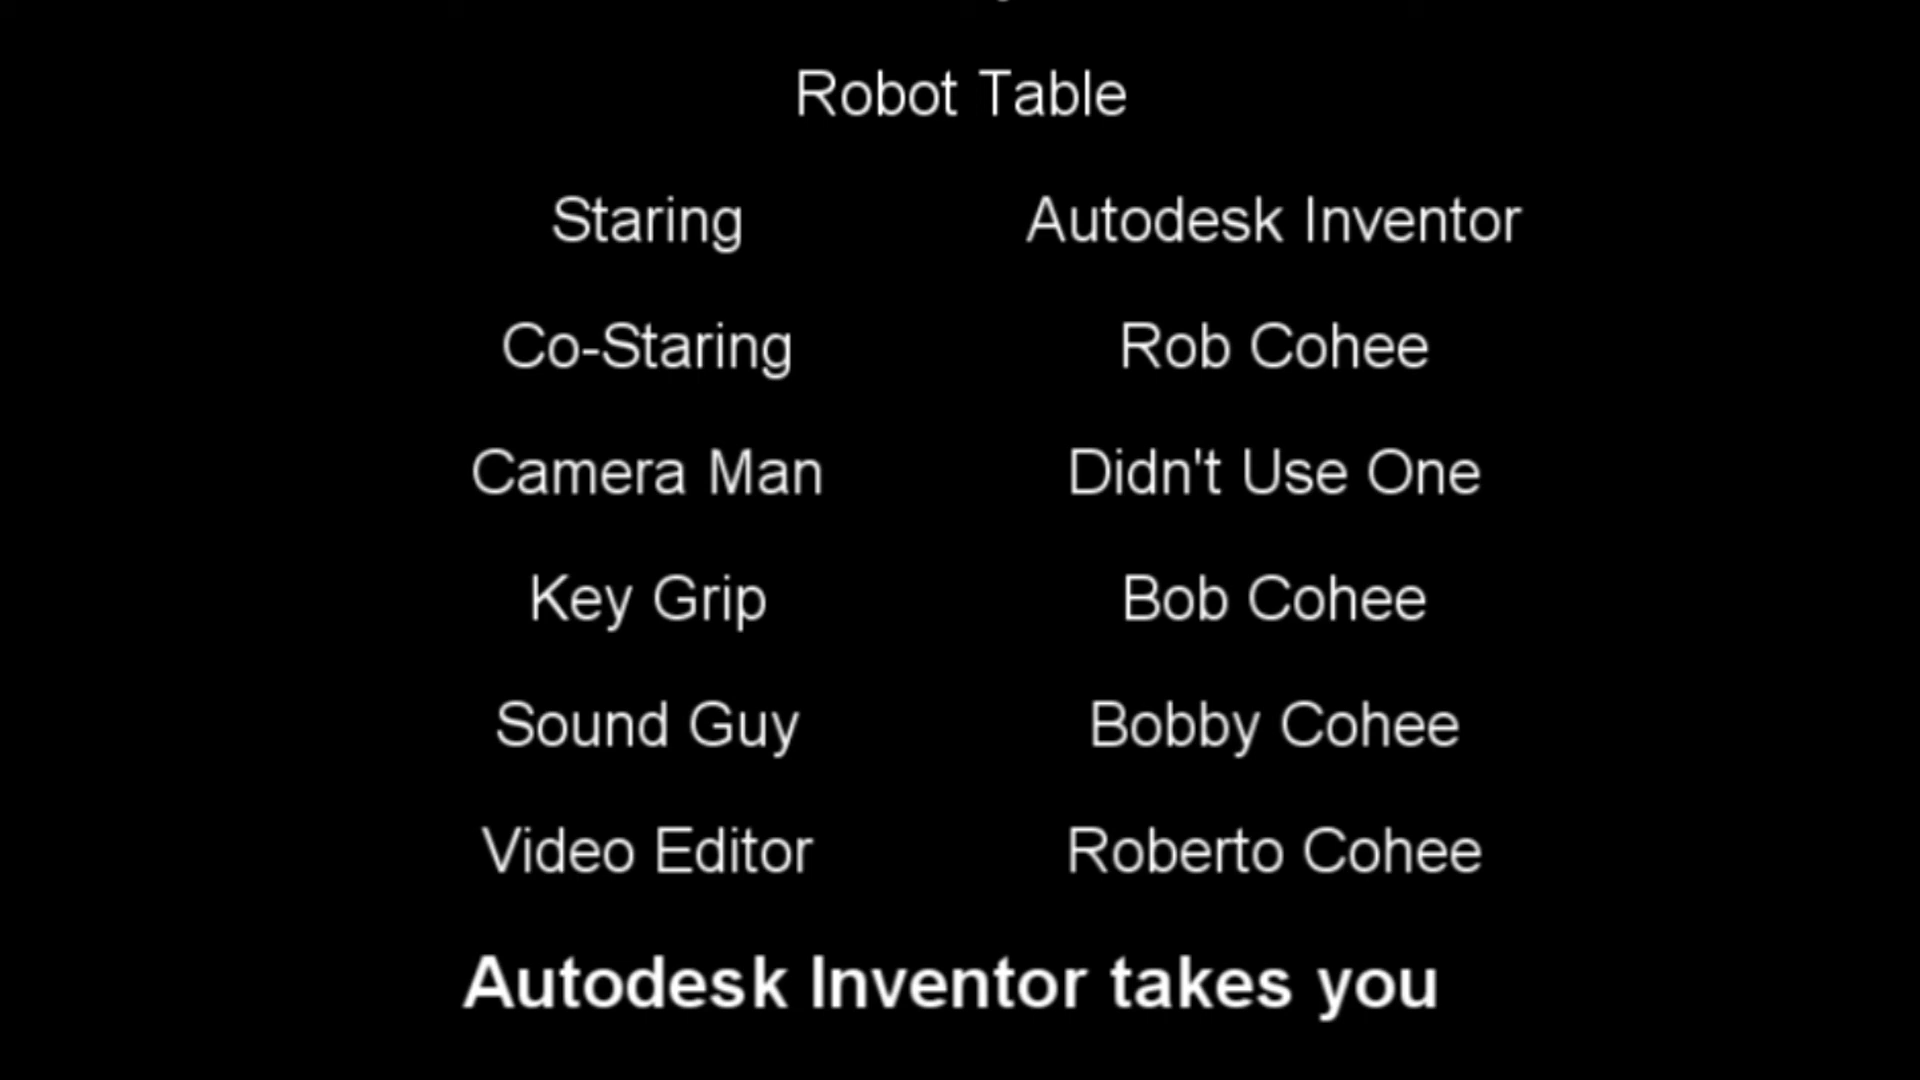 Robot Table
Staring Autodesk Inventor
Co-Staring Rob Cohee
Camera Man Didn't Use One
Key Grip Bob Cohee
Sound Guy Bobby Cohee
Video Editor Roberto Cohee
Autodesk Inventor takes you